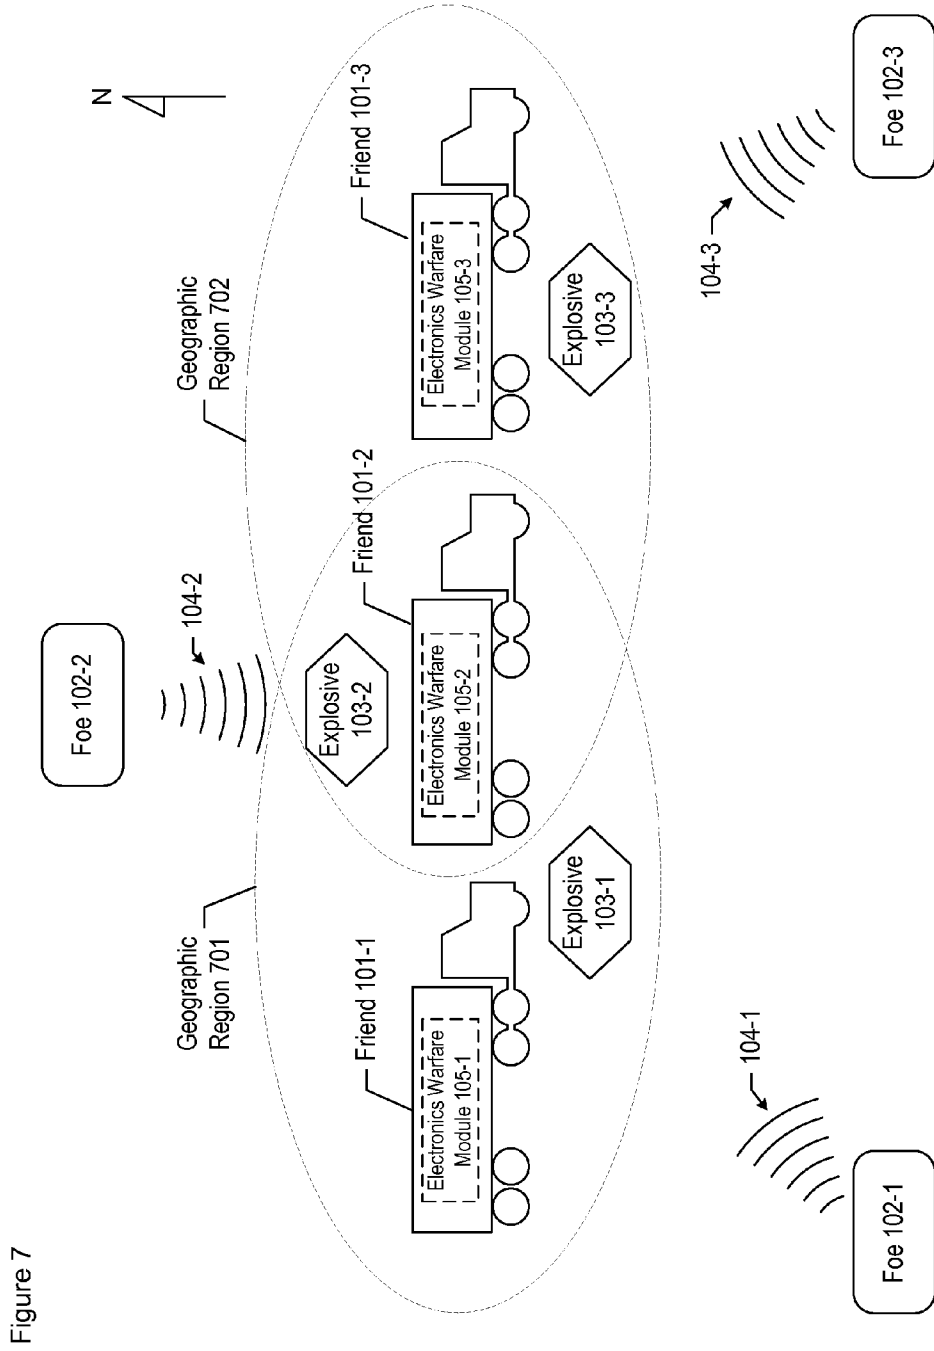 Figure 7
Foe 102-2
N
104-2
Geographic
Region 701
Geographic
Region 702
Friend 101-1
Friend 101-2
Friend 101-3
Explosive
103-2
Electronics Warfare
Module 105-1
Electronics Warfare
Module 105-2
Electronics Warfare
Module 105-3
Explosive
103-1
Explosive
103-3
104-1
104-3
Foe 102-1
Foe 102-3